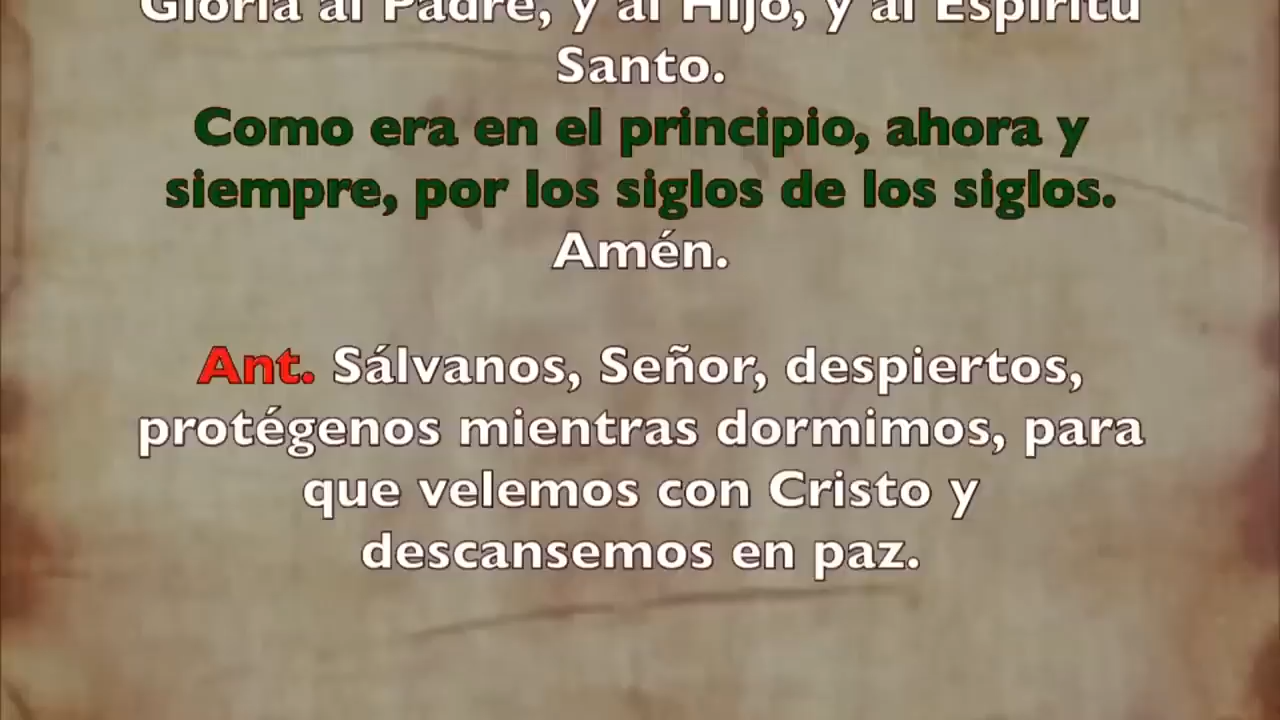 Gloria al Padre, y al Hijo, y al Espíritu
Santo.
Como era en el principio, ahora y
siempre, por los siglos de los siglos.
Amén.
Ant. Sálvanos, Señor, despiertos,
protégenos mientras dormimos, para
que velemos con Cristo y
descansemos en paz.